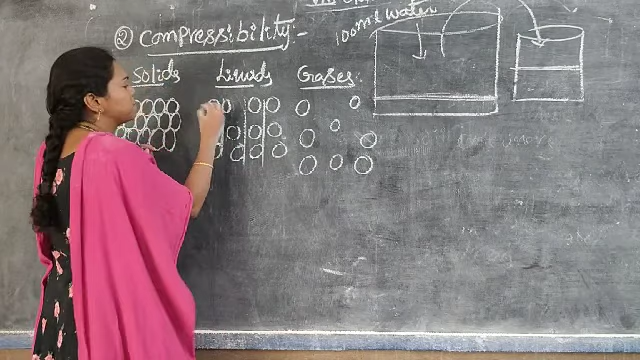 ② Compressibility:-
100ml water
Solids Liquids Gases: